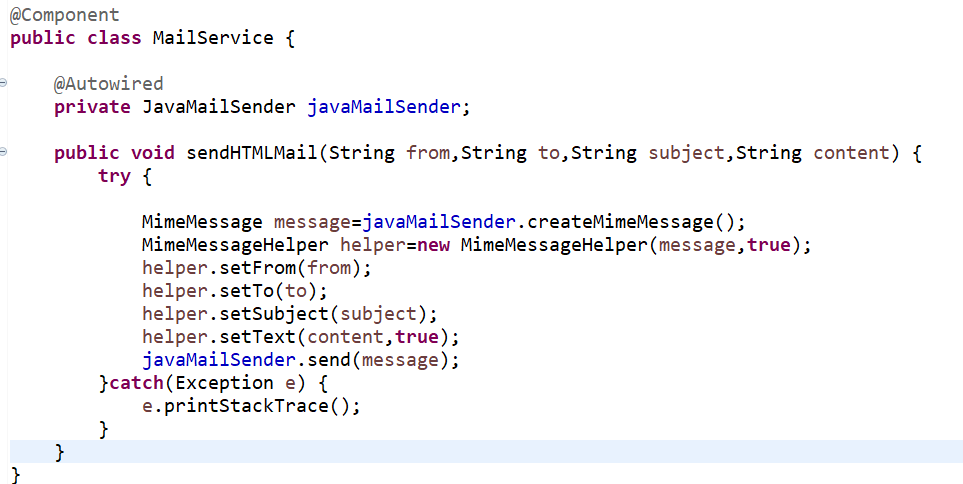 @Component
public class MailService {
@Autowired
private JavaMailSender javaMailSender;
public void sendHTMLMail(String from,String to,String subject,String content) {
try {
MimeMessage message=javaMailSender.createMimeMessage();
MimeMessageHelper helper=new MimeMessageHelper(message,true);
helper.setFrom(from);
helper.setTo(to);
helper.setSubject(subject);
helper.setText(content,true);
javaMailSender.send(message);
}catch(Exception e) {
e.printStackTrace();
}
}
}